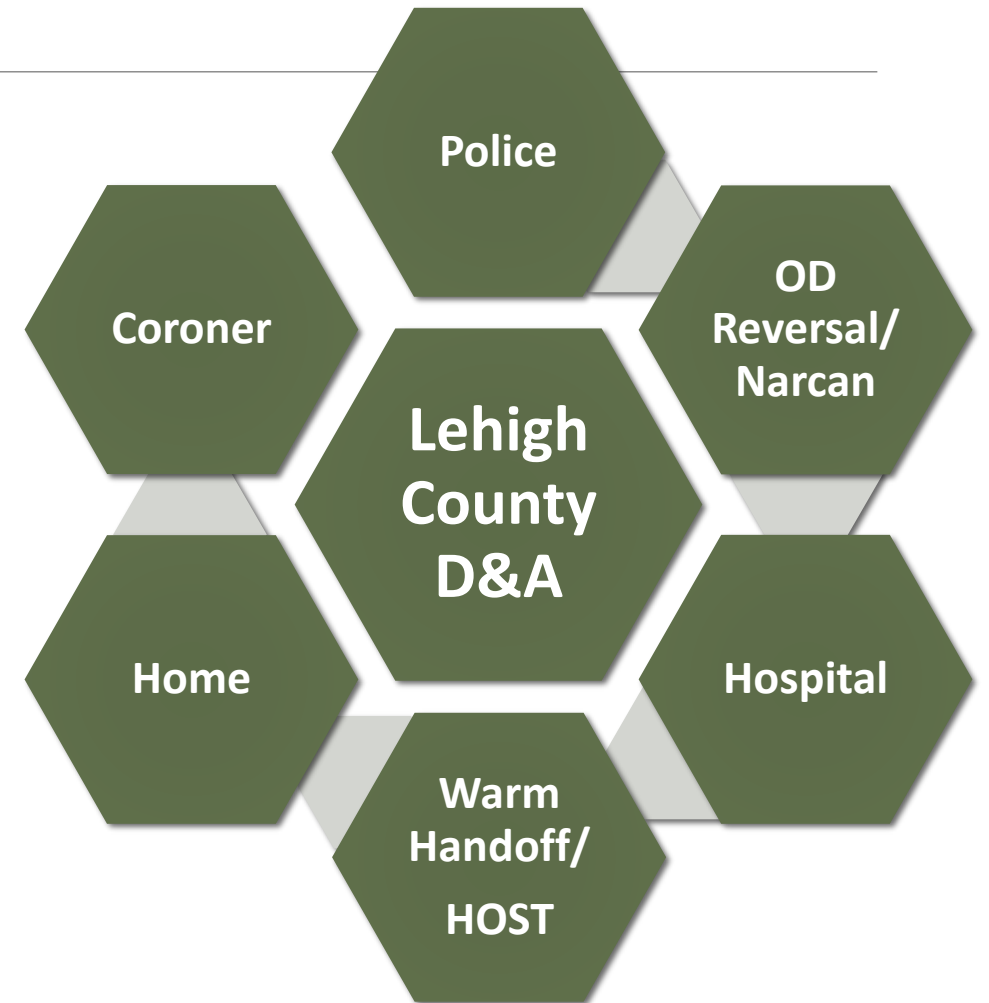 Police
OD
Reversal/
Narcan
Coroner
Lehigh
County
D&A
Home
Hospital
Warm
Handoff/
HOST